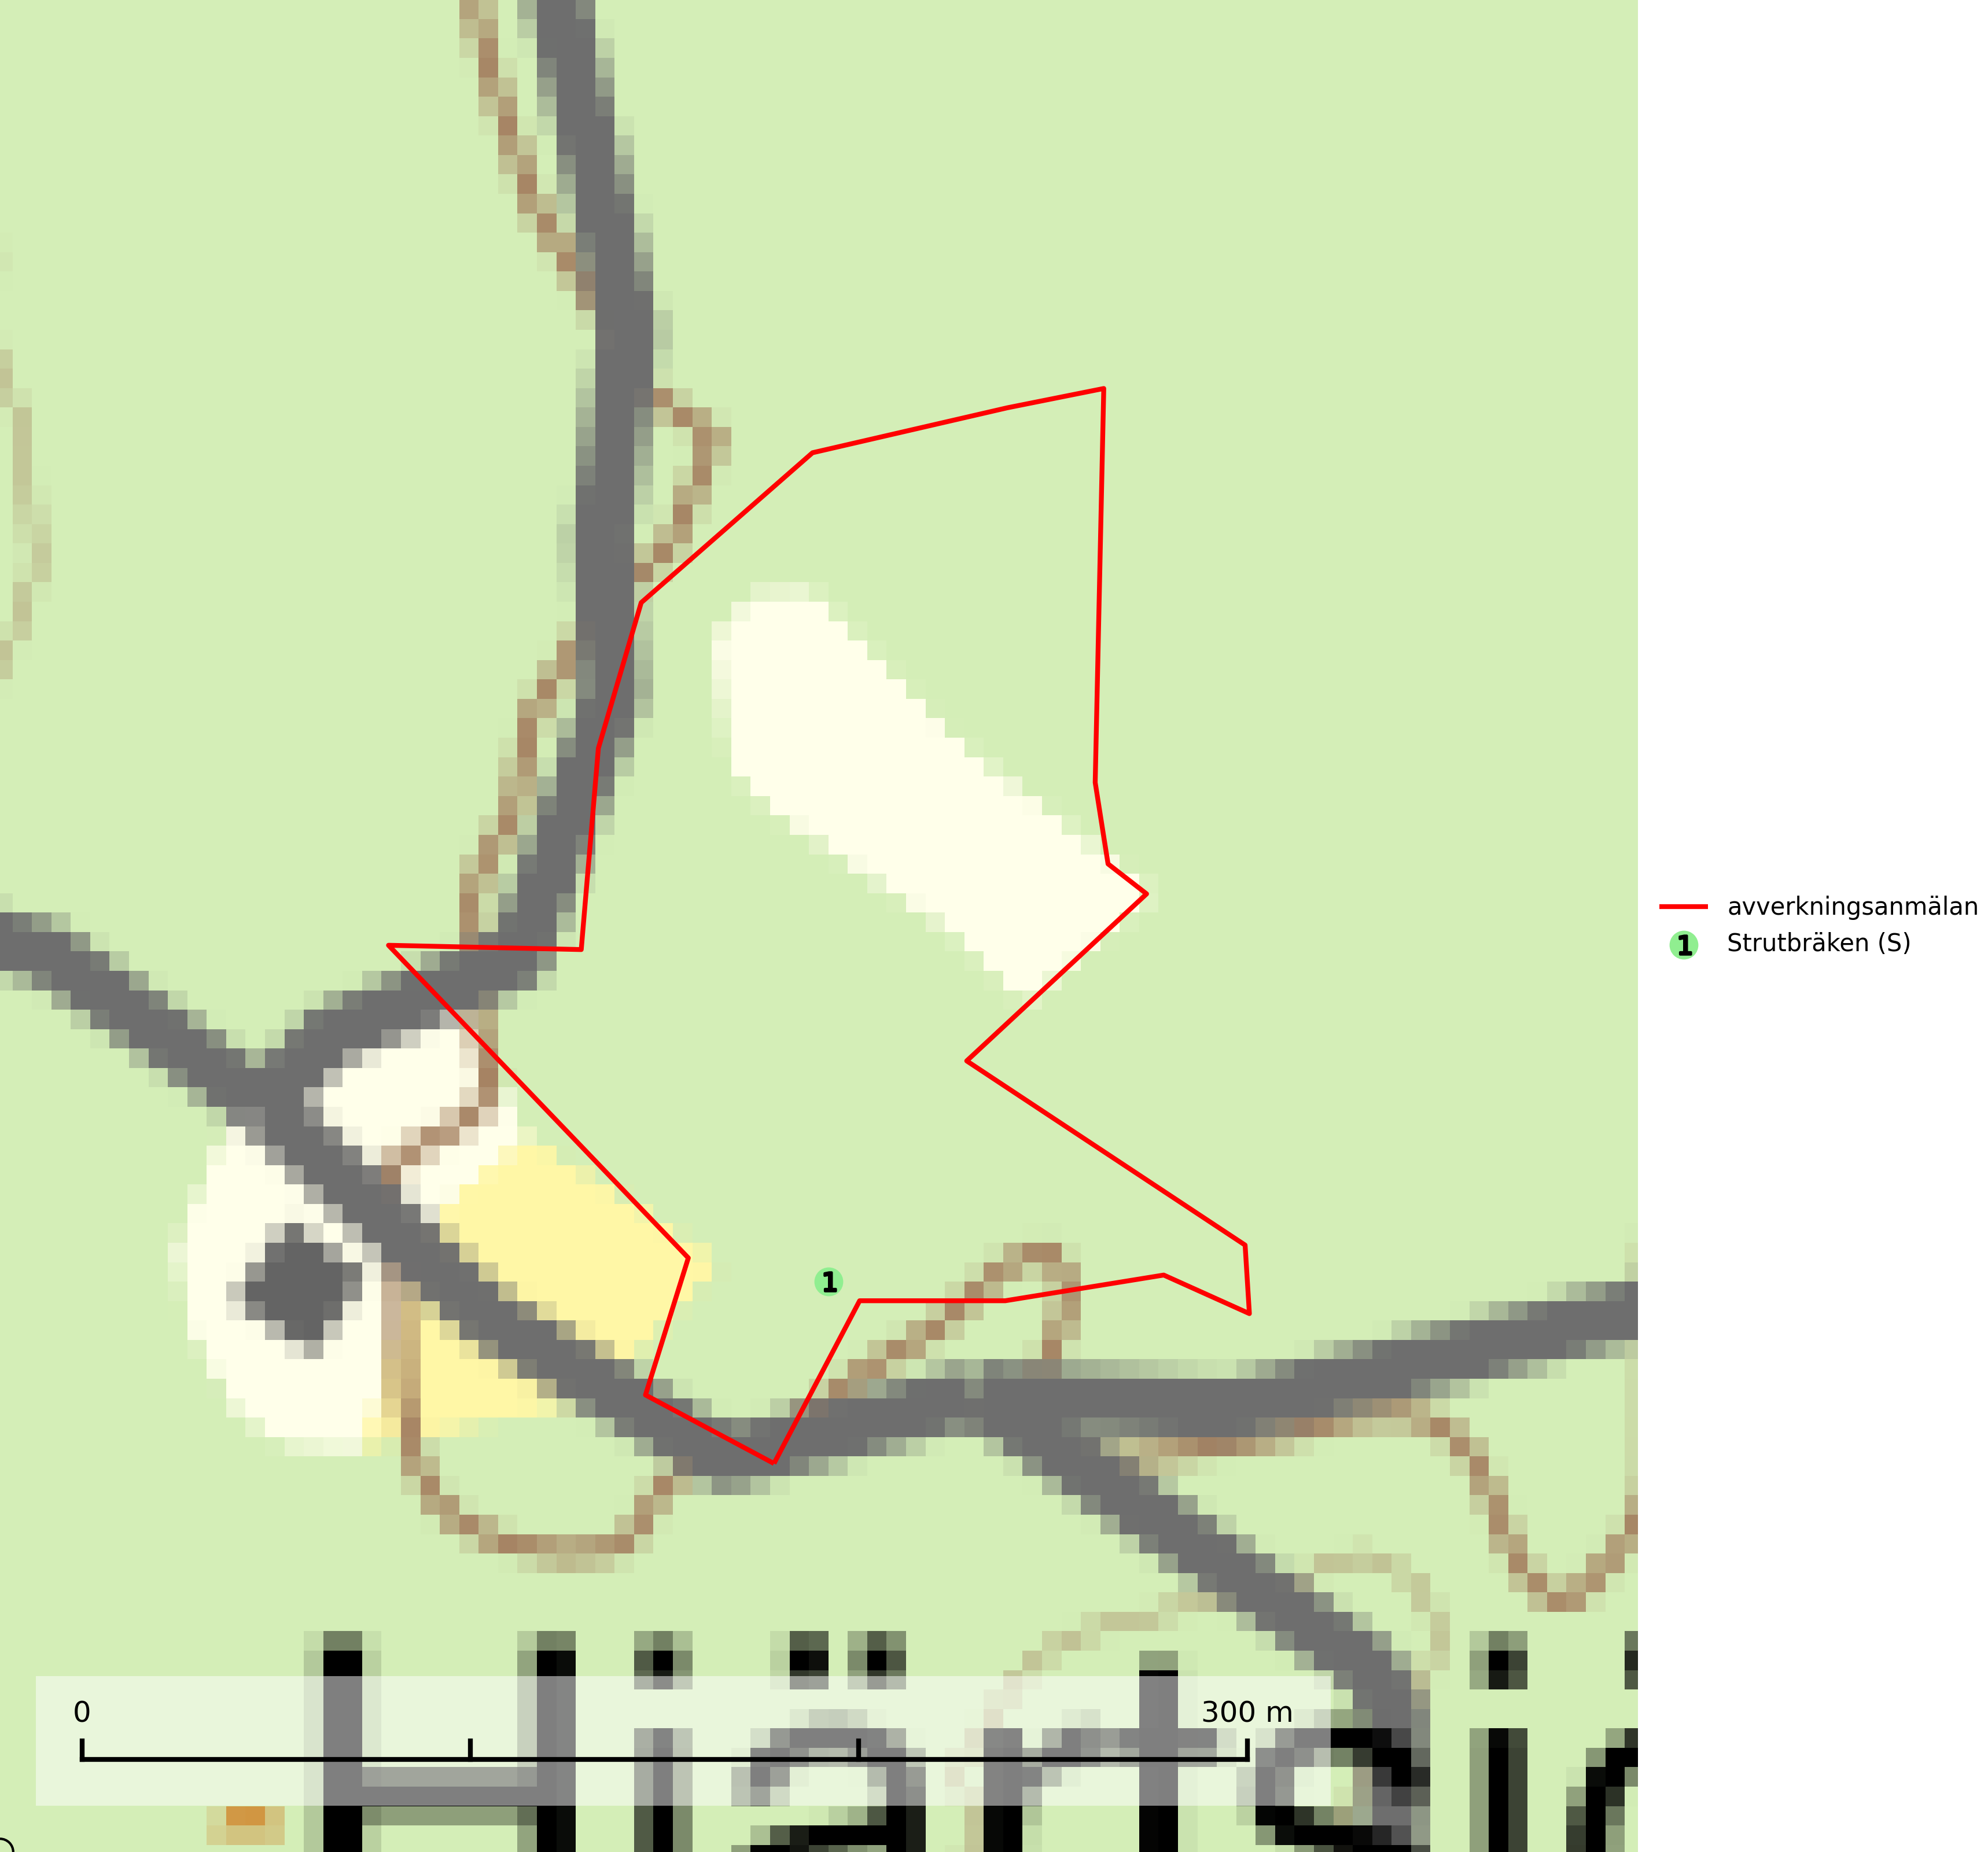 avverkningsanmälan
1 Strutbräken (S)
1
0 300 m